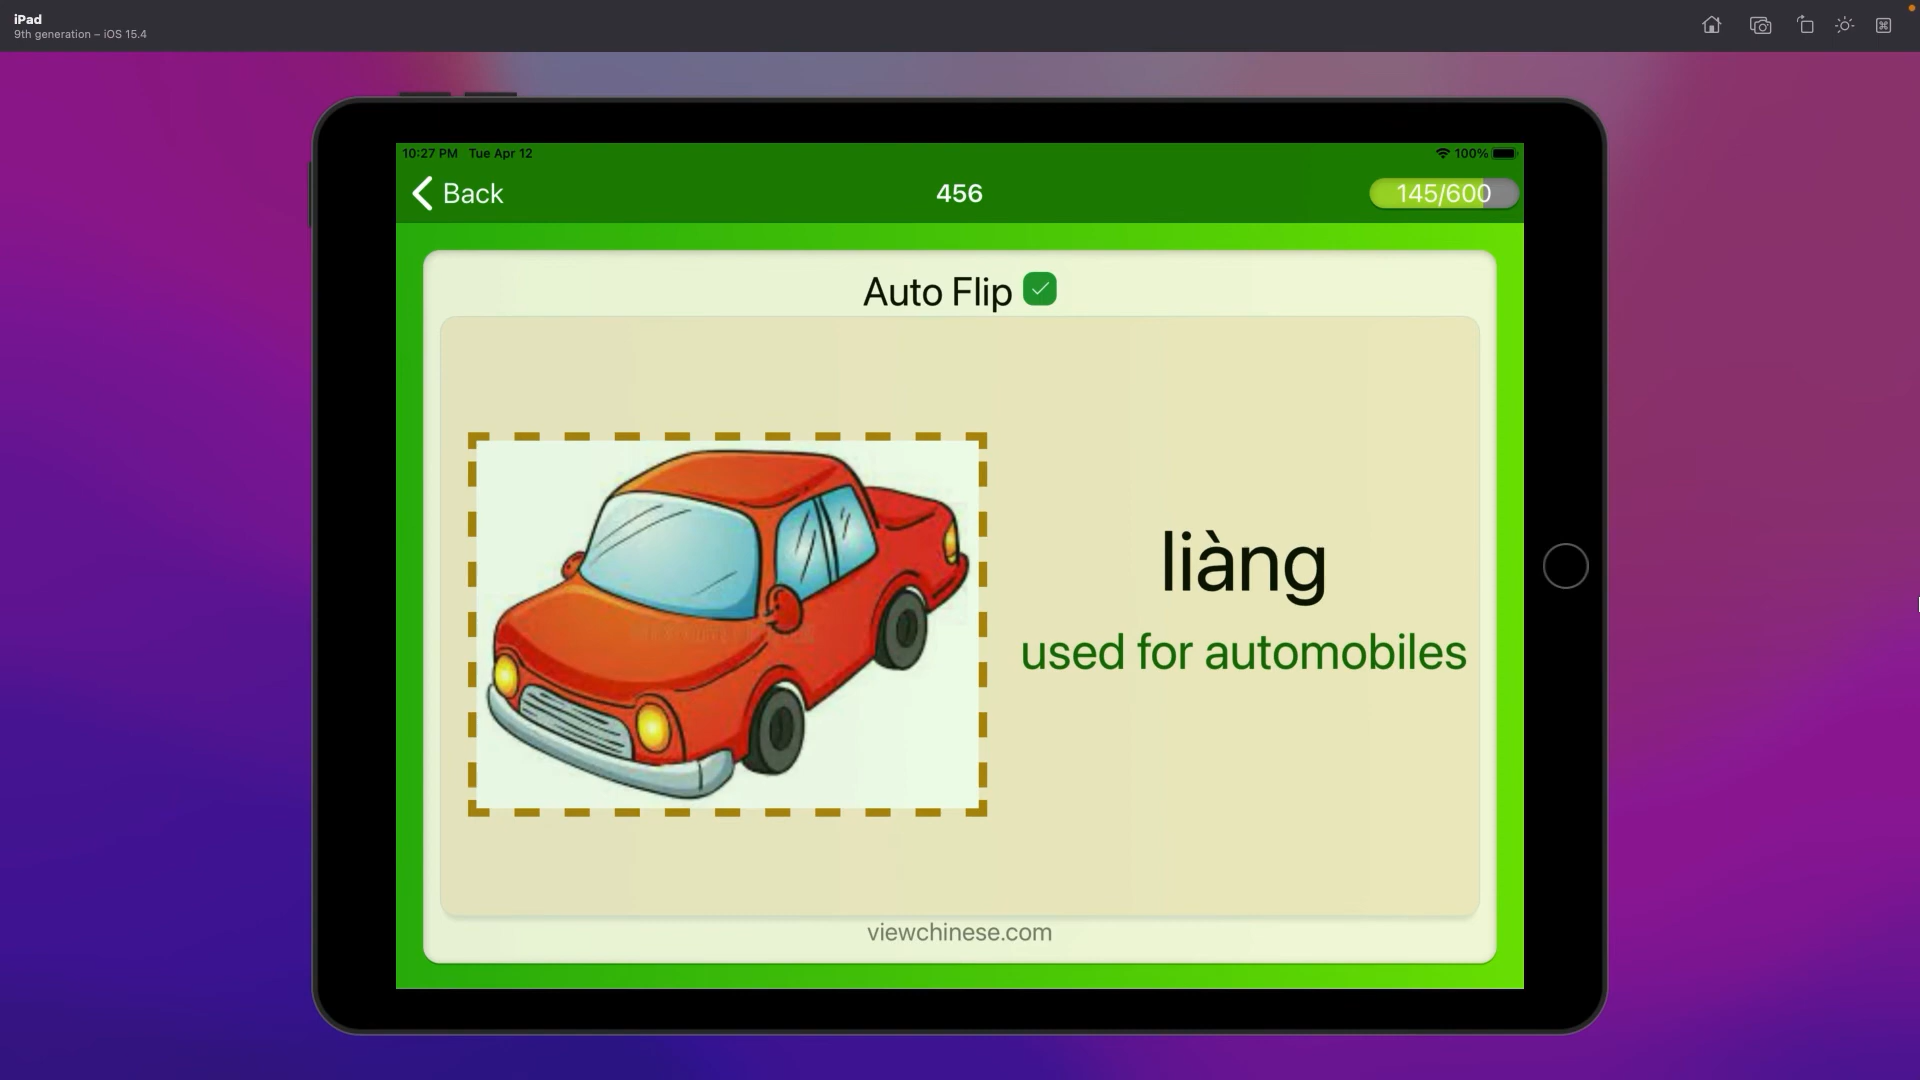 iPad
9th generation – iOS 15.4
10:27 PM Tue Apr 12
100%
Back
456
145/600
Auto Flip
liàng
used for automobiles
viewchinese.com